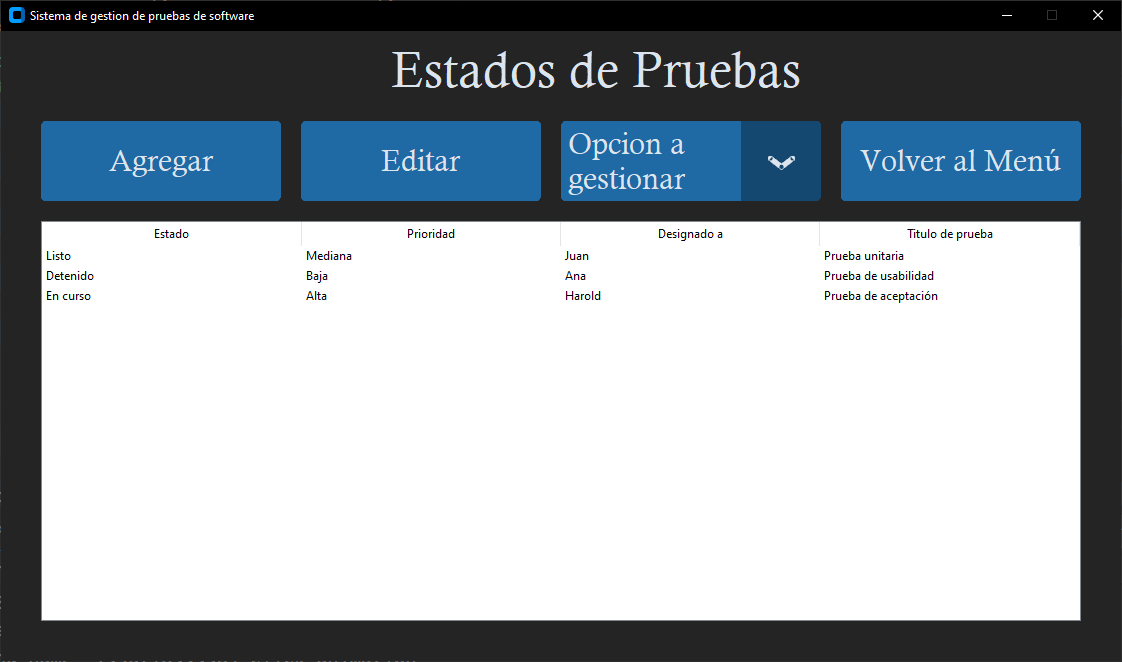 Sistema de gestion de pruebas de software
Estados de Pruebas
Agregar
Editar
Opcion a
gestionar
Volver al Menú
Estado Prioridad Designado a Titulo de prueba
Listo Mediana Juan Prueba unitaria
Detenido Baja Ana Prueba de usabilidad
En curso Alta Harold Prueba de aceptación